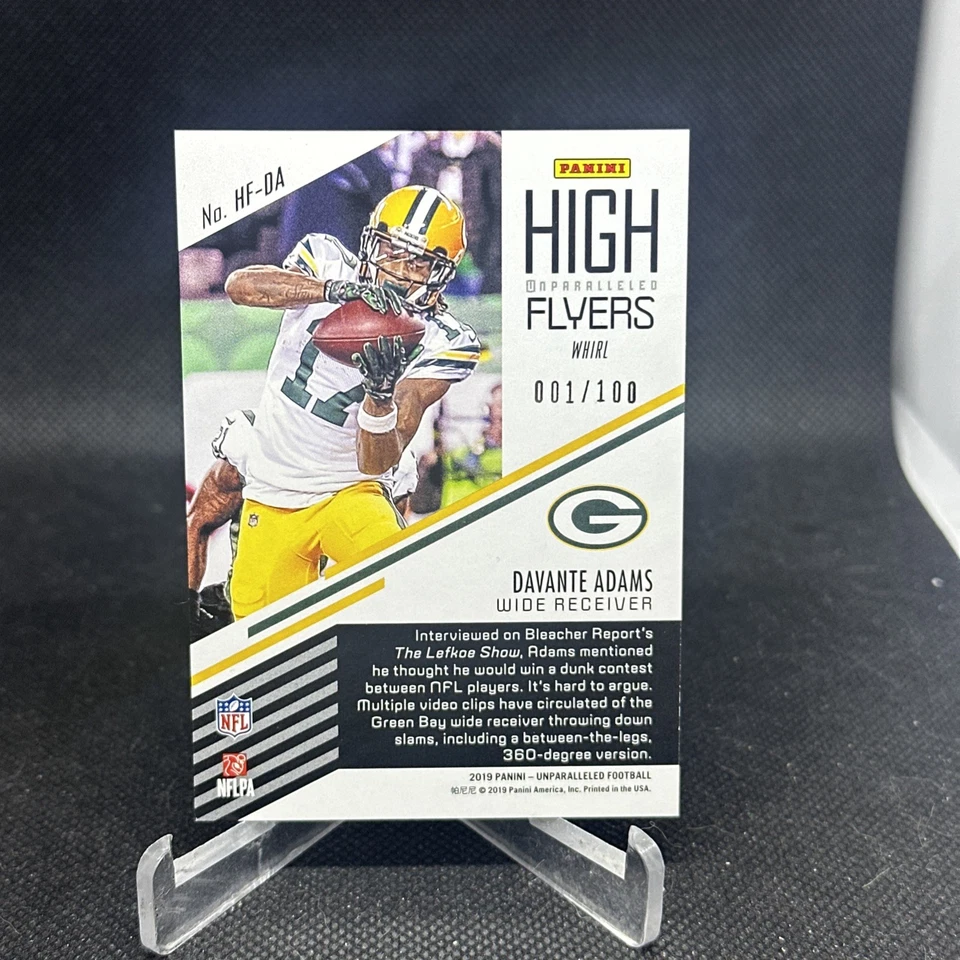 No. HF-DA
PANINI
HIGH
UNPARALLELED
FLYERS
WHIRL
001/100
17
17
G
DAVANTE ADAMS
WIDE RECEIVER
Interviewed on Bleacher Report's
The Lefkoe Show, Adams mentioned
he thought he would win a dunk contest
between NFL players. It's hard to argue.
Multiple video clips have circulated of the
Green Bay wide receiver throwing down
slams, including a between-the-legs,
360-degree version.
NFL
NFLPA
2019 PANINI – UNPARALLELED FOOTBALL
帕尼尼 © 2019 Panini America, Inc. Printed in the USA.